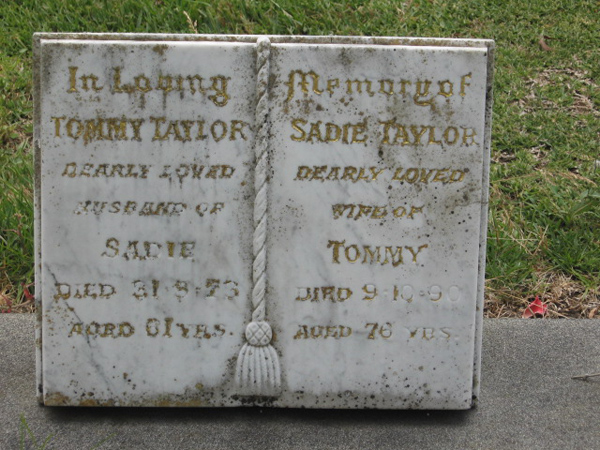 In Loving
TOMMY TAYLOR
DEARLY LOVED
HUSBAND OF
SADIE
DIED 31·8·73
AGED 61 YRS.
Memory of
SADIE TAYLOR
DEARLY LOVED
WIFE OF
TOMMY
DIED 9·10·90
AGED 76 YRS.